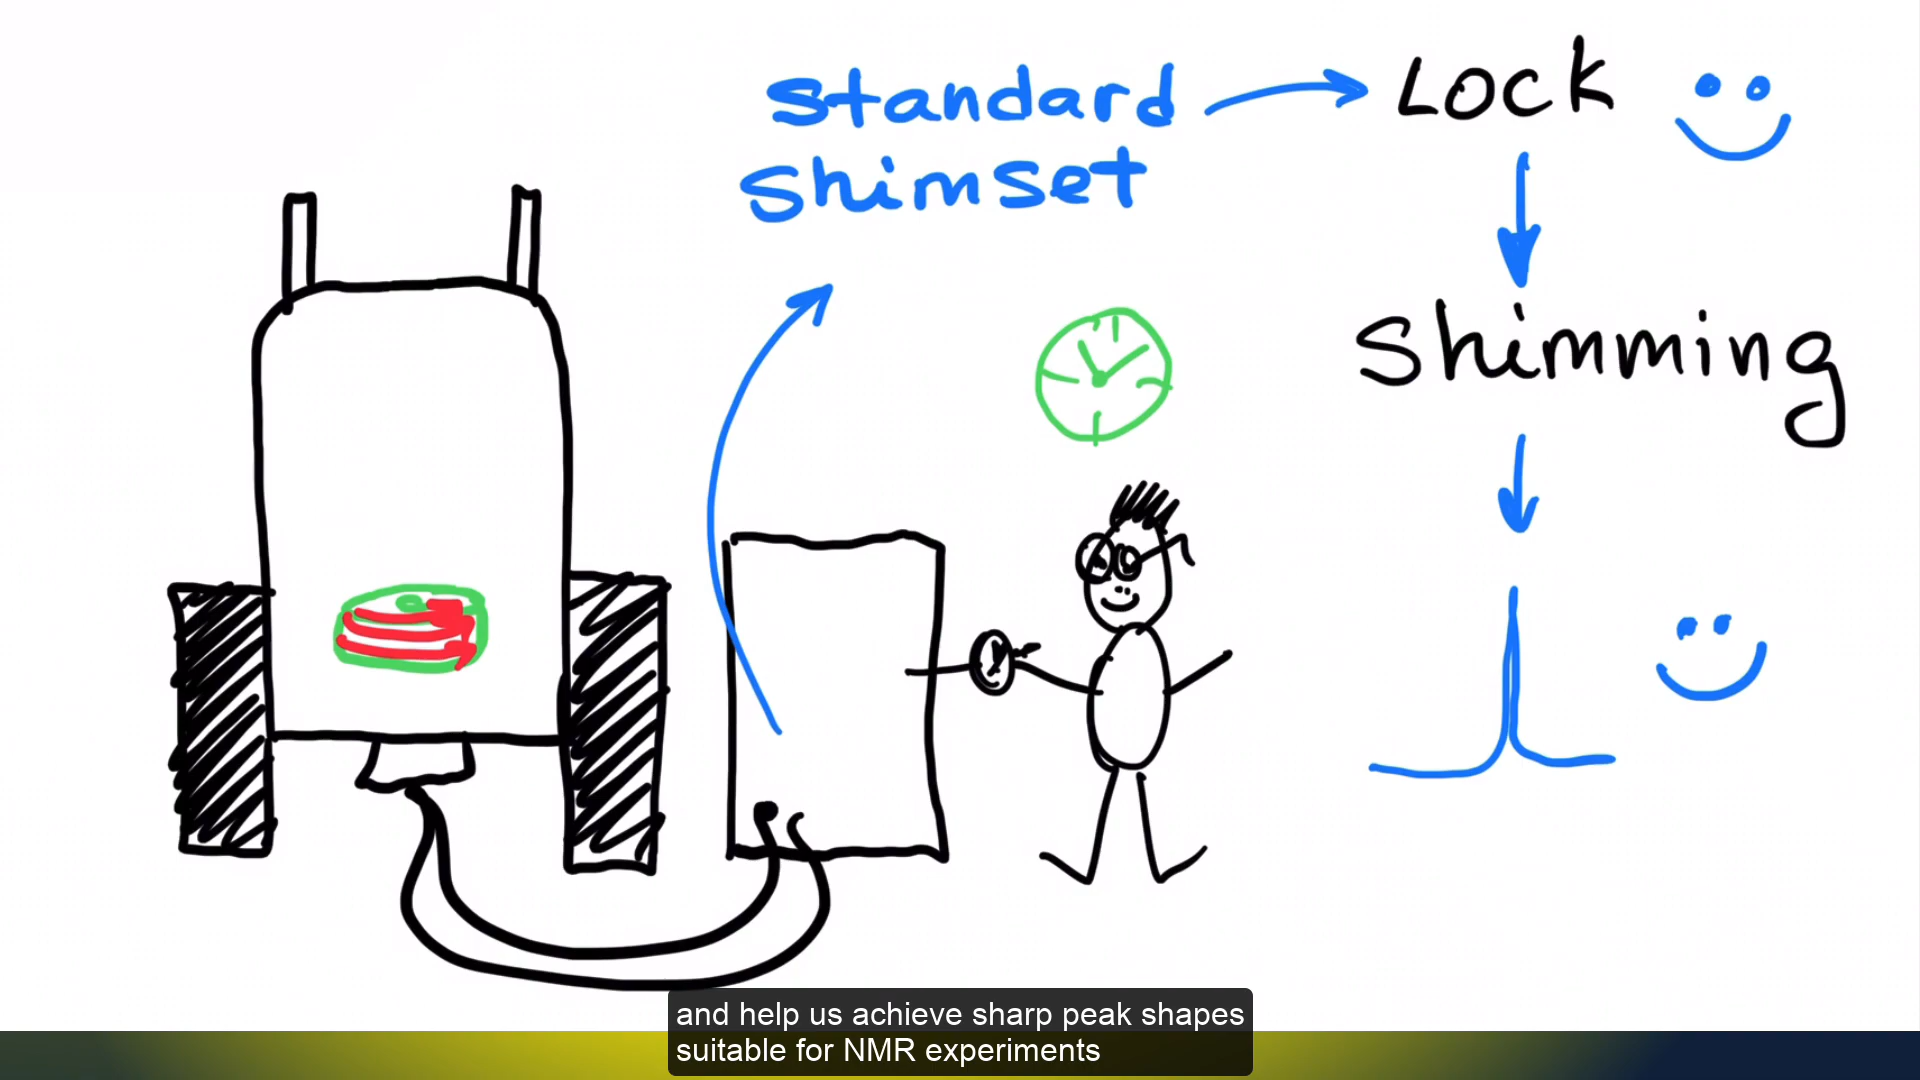 Standard
shimset
Lock
Shimming
and help us achieve sharp peak shapes
suitable for NMR experiments